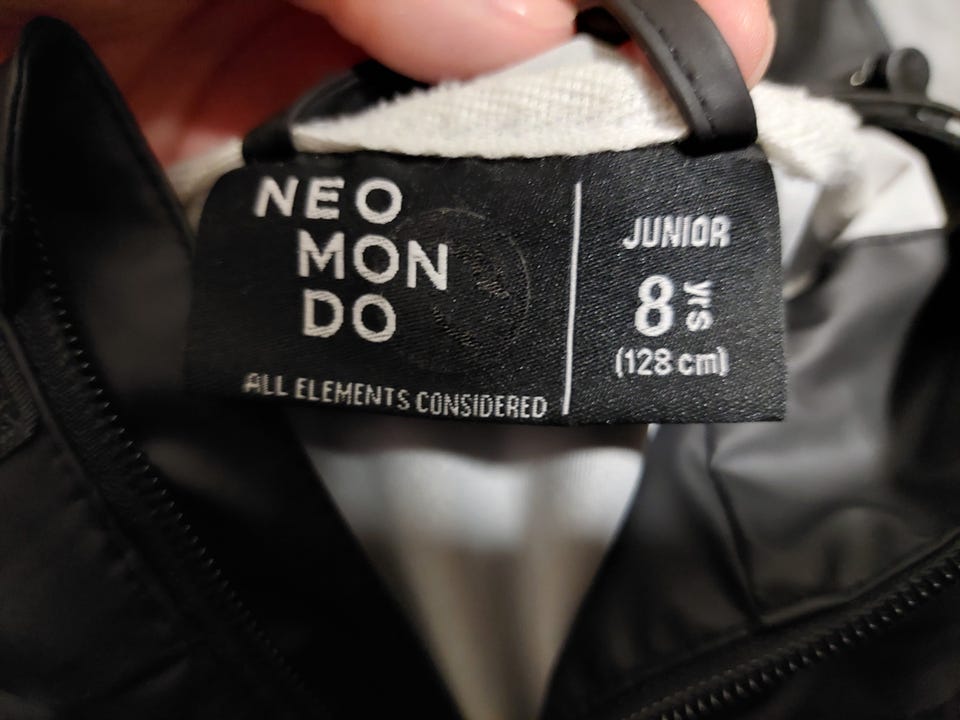 NEO
MON
DO
ALL ELEMENTS CONSIDERED
JUNIOR
8 yrs
(128 cm)